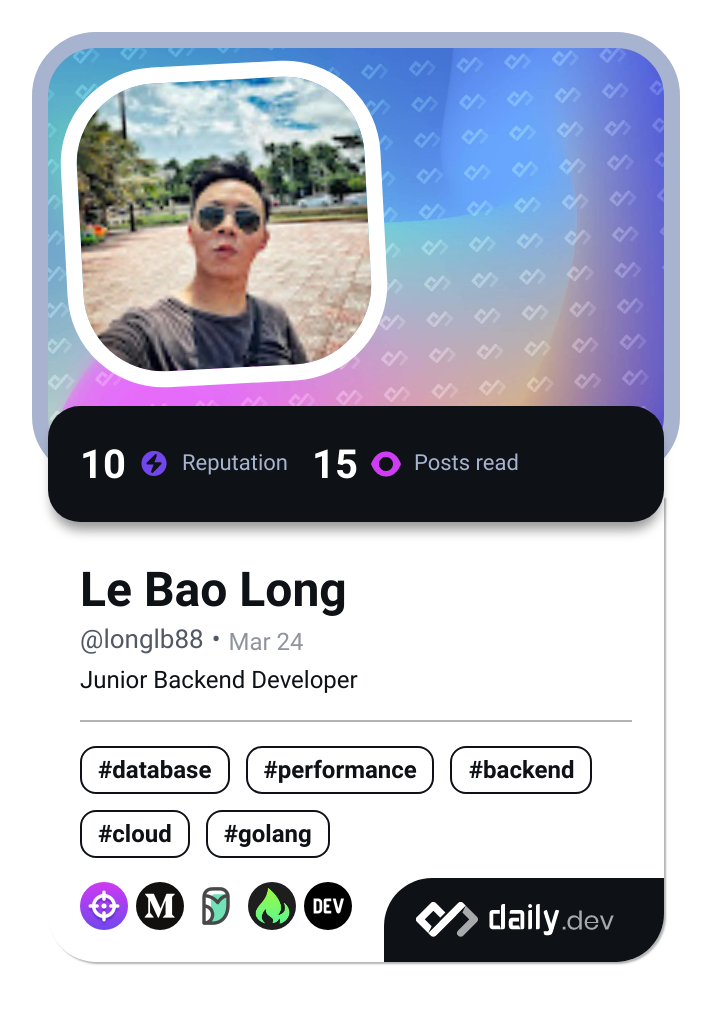 10 Reputation 15 Posts read
Le Bao Long
@longlb88 • Mar 24
Junior Backend Developer
#database #performance #backend
#cloud #golang
M DEV daily.dev